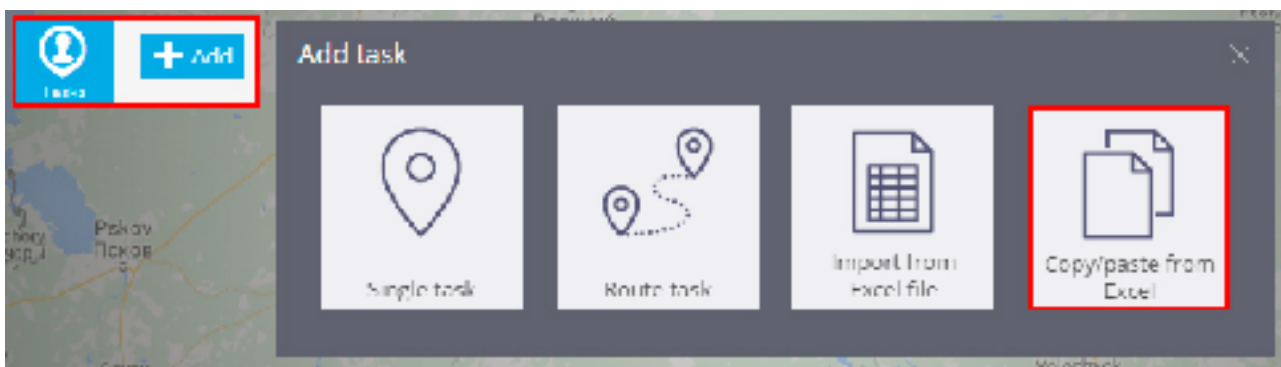 Tasks
Add
Add task
Single task
Route task
Import from
Excel file
Copy/paste from
Excel
Pskov
Псков